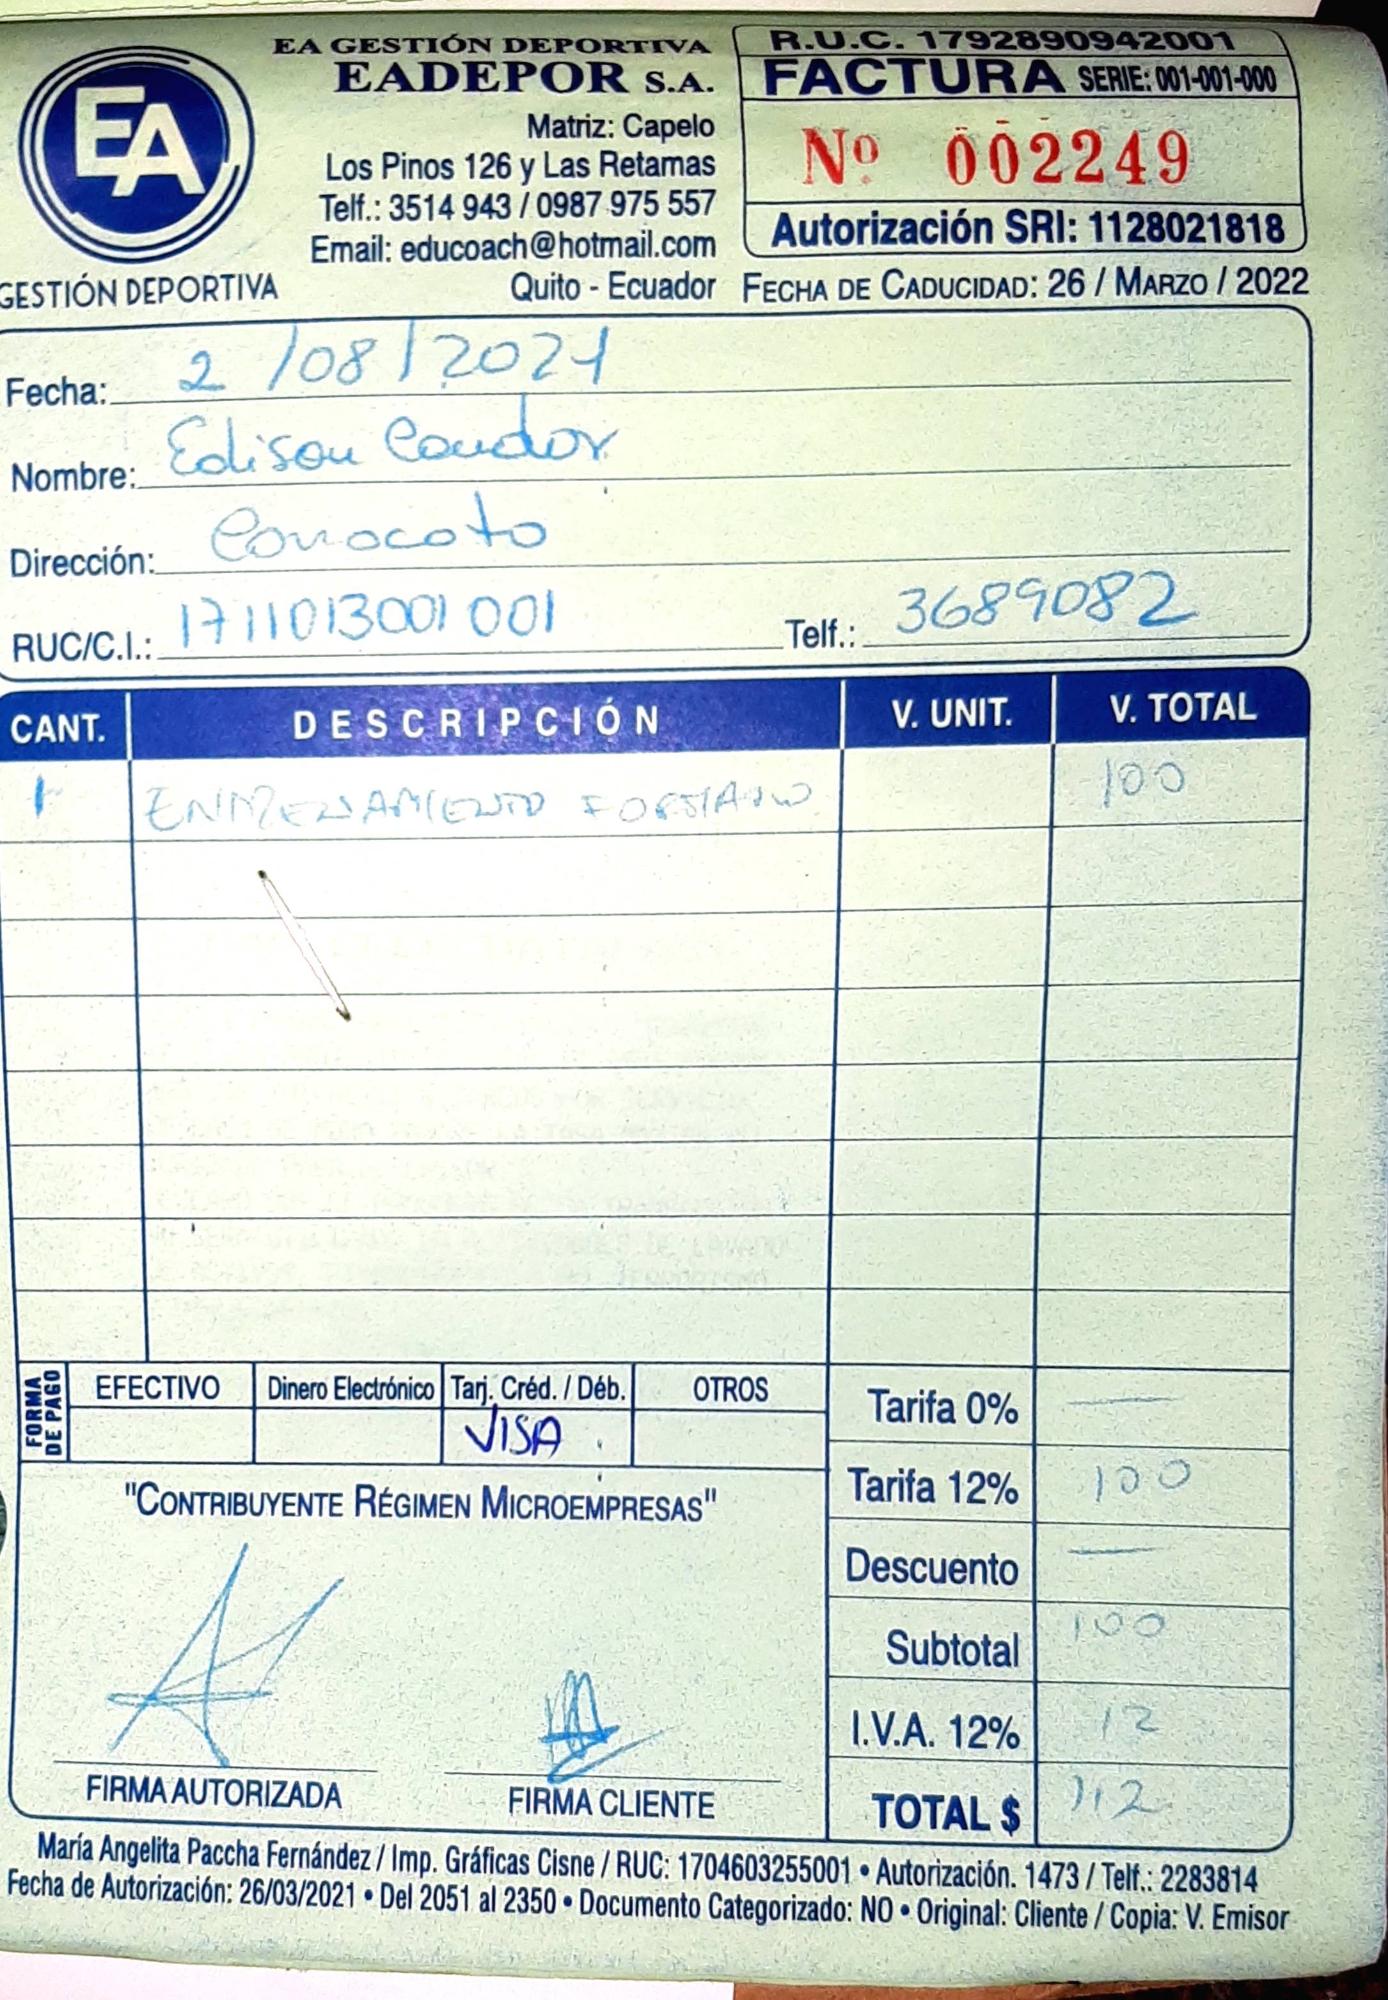 EA
GESTIÓN DEPORTIVA
EA GESTIÓN DEPORTIVA
EADEPOR S.A.
Matriz: Capelo
Los Pinos 126 y Las Retamas
Telf.: 3514 943 / 0987 975 557
Email: educoach@hotmail.com
Quito - Ecuador
R.U.C. 1792890942001
FACTURA SERIE: 001-001-000
Nº 002249
Autorización SRI: 1128021818
FECHA DE CADUCIDAD: 26 / MARZO / 2022
Fecha: 2 /08/2021
Nombre: Edison Condor
Dirección: Conocoto
RUC/C.I.: 1711013001001 Telf.: 3689082
CANT. DESCRIPCIÓN V. UNIT. V. TOTAL
1 ENTRENAMIENTO 100
FORMA DE PAGO
EFECTIVO Dinero Electrónico Tarj. Créd. / Déb. OTROS
VISA
Tarifa 0% —
Tarifa 12% 100
Descuento —
Subtotal 100
I.V.A. 12% 12
TOTAL $ 112
"CONTRIBUYENTE RÉGIMEN MICROEMPRESAS"
FIRMA AUTORIZADA FIRMA CLIENTE
María Angelita Paccha Fernández / Imp. Gráficas Cisne / RUC: 1704603255001 • Autorización. 1473 / Telf.: 2283814
Fecha de Autorización: 26/03/2021 • Del 2051 al 2350 • Documento Categorizado: NO • Original: Cliente / Copia: V. Emisor